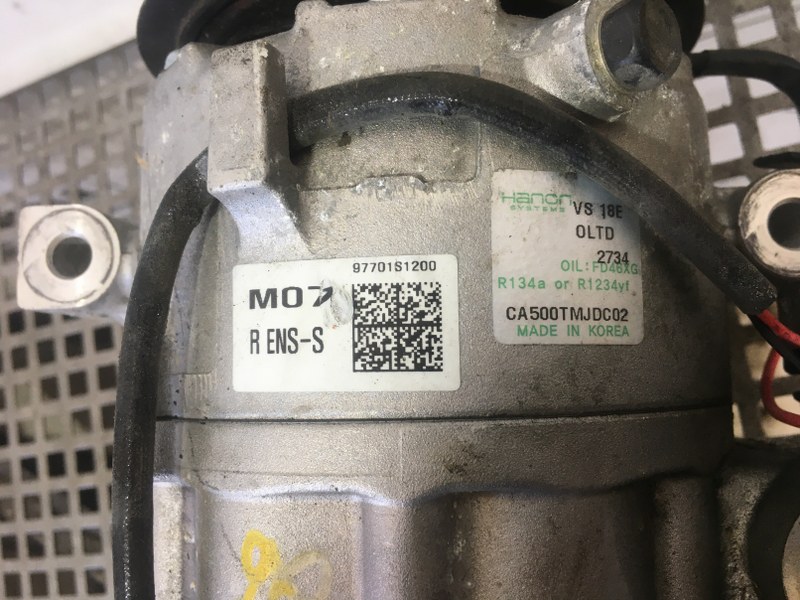 Hanon
SYSTEMS
VS 18E
OLTD
2734
OIL: FD46XG
R134a or R1234yf
CA500TMJDC02
MADE IN KOREA
97701S1200
M07
R ENS-S